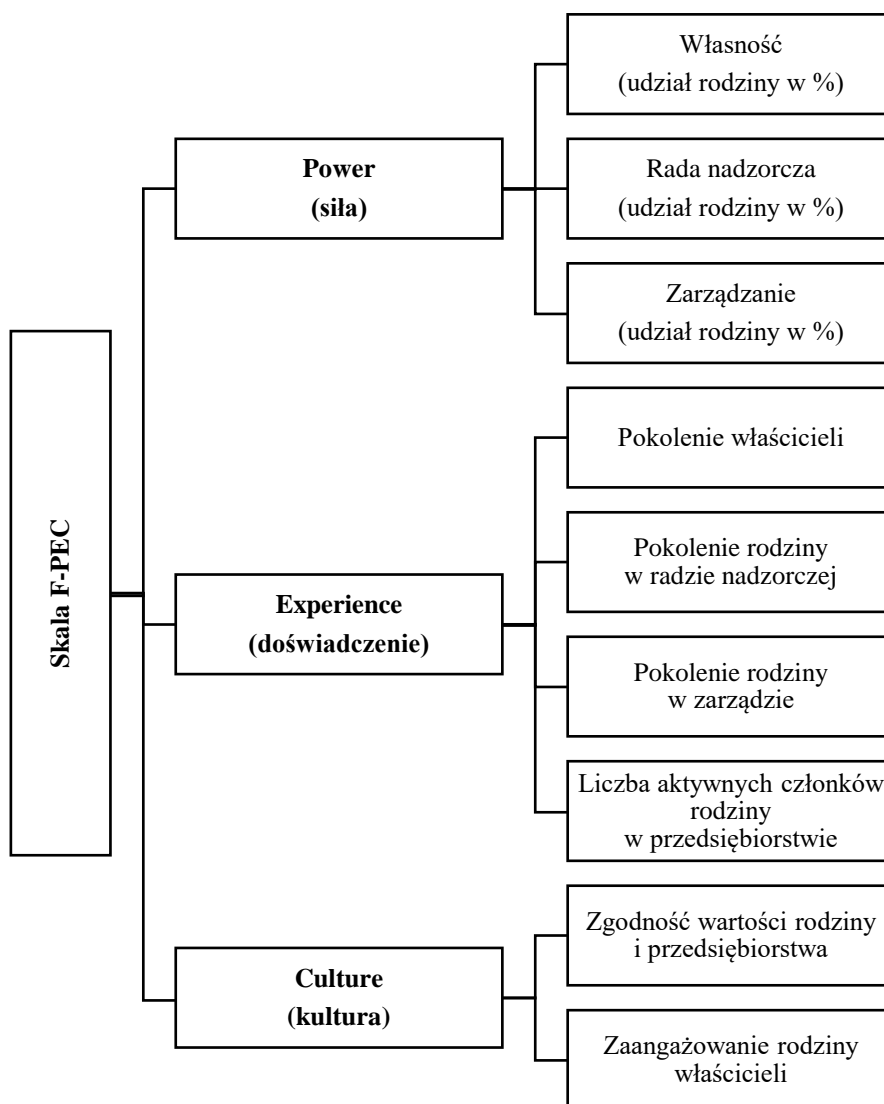 Skala F-PEC
Power
(siła)
Własność
(udział rodziny w %)
Rada nadzorcza
(udział rodziny w %)
Zarządzanie
(udział rodziny w %)
Experience
(doświadczenie)
Pokolenie właścicieli
Pokolenie rodziny
w radzie nadzorczej
Pokolenie rodziny
w zarządzie
Liczba aktywnych członków
rodziny
w przedsiębiorstwie
Culture
(kultura)
Zgodność wartości rodziny
i przedsiębiorstwa
Zaangażowanie rodziny
właścicieli